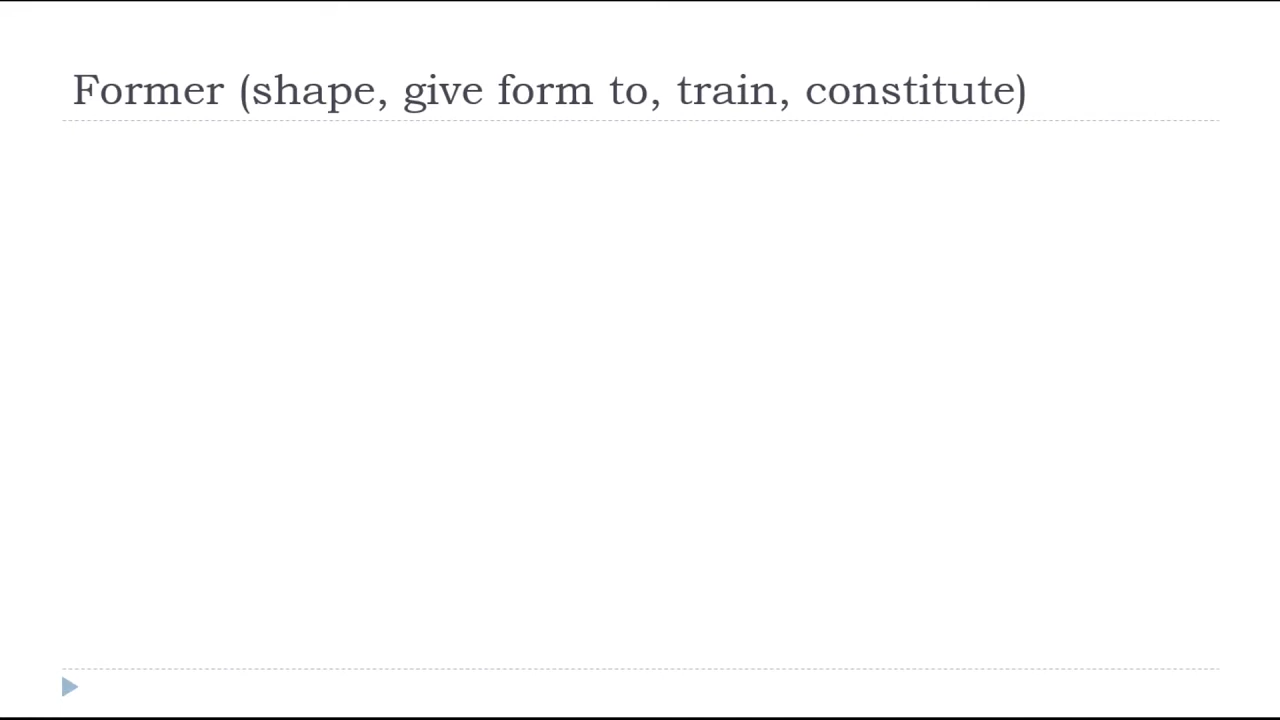 Former (shape, give form to, train, constitute)